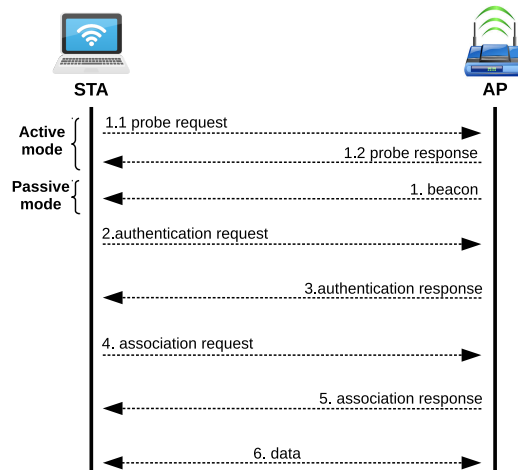 STA
AP
1.1 probe request
Active
mode
1.2 probe response
Passive
mode
1. beacon
2.authentication request
3.authentication response
4. association request
5. association response
6. data